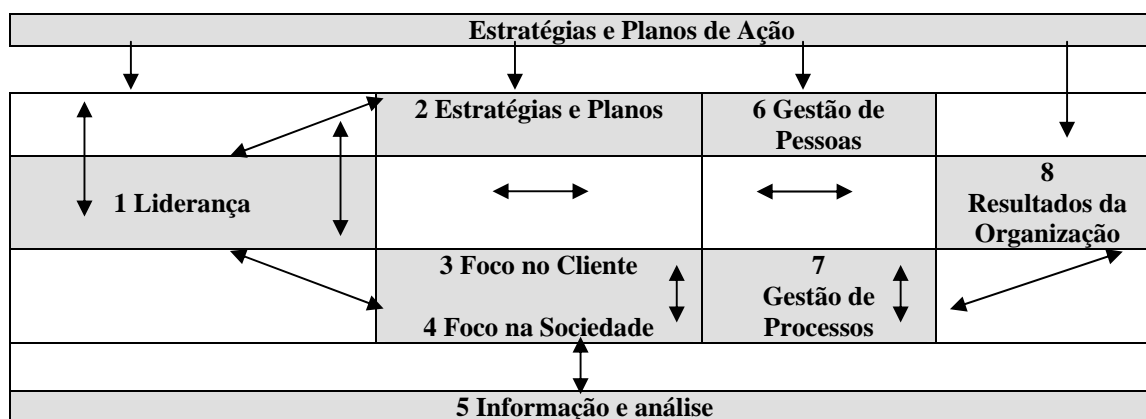 Estratégias e Planos de Ação
2 Estratégias e Planos
6 Gestão de
Pessoas
1 Liderança
8
Resultados da
Organização
3 Foco no Cliente
4 Foco na Sociedade
7
Gestão de
Processos
5 Informação e análise